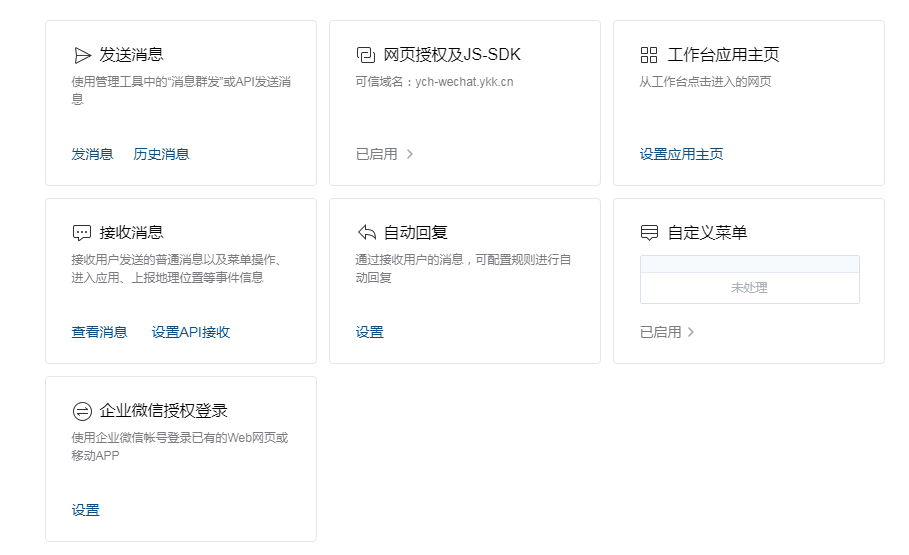 发送消息
使用管理工具中的“消息群发”或API发送消
息
发消息 历史消息
网页授权及JS-SDK
可信域名：ych-wechat.ykk.cn
已启用
工作台应用主页
从工作台点击进入的网页
设置应用主页
接收消息
接收用户发送的普通消息以及菜单操作、
进入应用、上报地理位置等事件信息
查看消息 设置API接收
自动回复
通过接收用户的消息，可配置规则进行自
动回复
设置
自定义菜单
未处理
已启用
企业微信授权登录
使用企业微信帐号登录已有的Web网页或
移动APP
设置